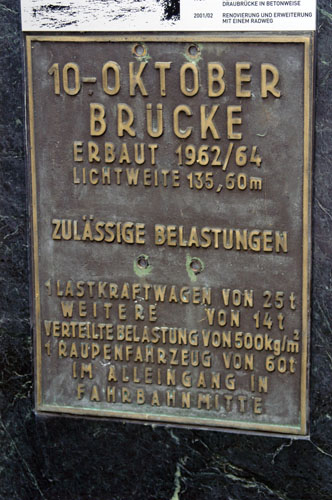 DRAUBRÜCKE IN BETONWEISE
2001/02 RENOVIERUNG UND ERWEITERUNG
MIT EINEM RADWEG
10-OKTOBER
BRÜCKE
ERBAUT 1962/64
LICHTWEITE 135,60m
ZULÄSSIGE BELASTUNGEN
1 LASTKRAFTWAGEN VON 25t
WEITERE VON 14t
VERTEILTE BELASTUNG VON 500kg/m²
1 RAUPENFAHRZEUG VON 60t
IM ALLEINGANG IN
FAHRBAHNMITTE